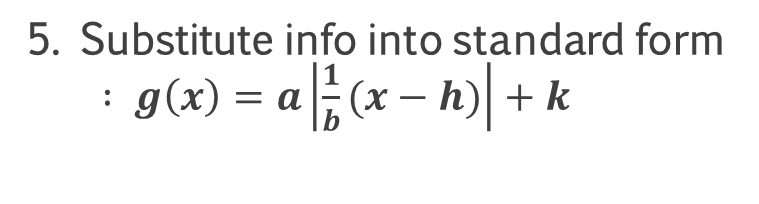 5. Substitute info into standard form
: g(x) = a|1/b(x − h)| + k